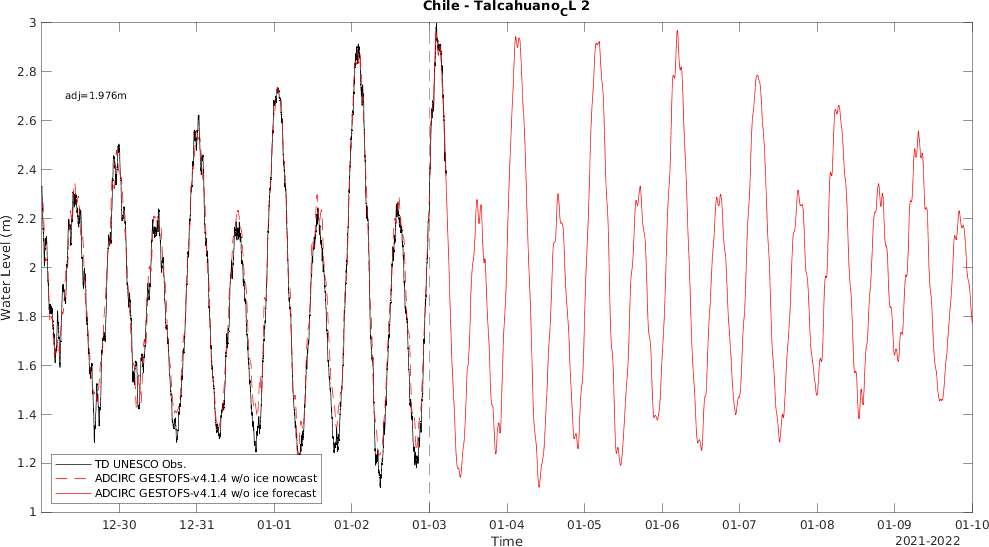 Chile - TalcahuanoCL 2
adj=1.976m
Water Level (m)
3
2.8
2.6
2.4
2.2
2
1.8
1.6
1.4
1.2
1
TD UNESCO Obs.
ADCIRC GESTOFS-v4.1.4 w/o ice nowcast
ADCIRC GESTOFS-v4.1.4 w/o ice forecast
12-30 12-31 01-01 01-02 01-03 01-04 01-05 01-06 01-07 01-08 01-09 01-10
Time
2021-2022